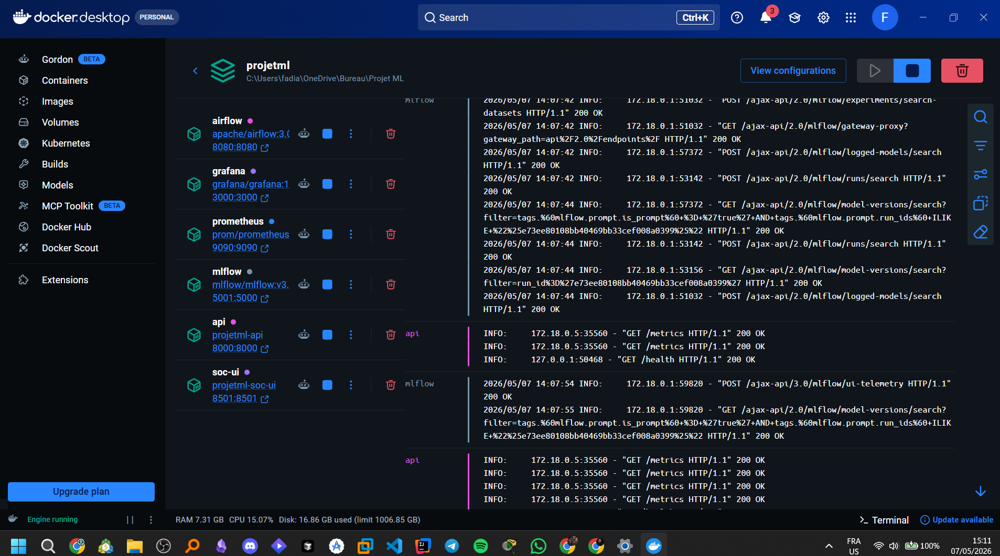 docker.desktop PERSONAL
Search Ctrl+K
3
F
Gordon BETA
Containers
Images
Volumes
Kubernetes
Builds
Models
MCP Toolkit BETA
Docker Hub
Docker Scout
Extensions
Upgrade plan
projetml
C:\Users\fadia\OneDrive\Bureau\Projet ML
View configurations
airflow
apache/airflow:3.0
8080:8080
grafana
grafana/grafana:1
3000:3000
prometheus
prom/prometheus
9090:9090
mlflow
mlflow/mlflow:v3.
5001:5000
api
projetml-api
8000:8000
soc-ui
projetml-soc-ui
8501:8501
mlflow
2026/05/07 14:07:42 INFO:     172.18.0.1:51032 - "POST /ajax-api/2.0/mlflow/experiments/search-
datasets HTTP/1.1" 200 OK
2026/05/07 14:07:42 INFO:     172.18.0.1:51032 - "GET /ajax-api/2.0/mlflow/gateway-proxy?
gateway_path=api%2F2.0%2Fendpoints%2F HTTP/1.1" 200 OK
2026/05/07 14:07:42 INFO:     172.18.0.1:57372 - "POST /ajax-api/2.0/mlflow/logged-models/search
HTTP/1.1" 200 OK
2026/05/07 14:07:42 INFO:     172.18.0.1:53142 - "POST /ajax-api/2.0/mlflow/runs/search HTTP/1.1"
200 OK
2026/05/07 14:07:44 INFO:     172.18.0.1:57372 - "GET /ajax-api/2.0/mlflow/model-versions/search?
filter=tags.%60mlflow.prompt.is_prompt%60+%3D+%27true%27+AND+tags.%60mlflow.prompt.run_ids%60+ILIK
E+%22%25e73ee80108bb40469bb33cef008a0399%25%22 HTTP/1.1" 200 OK
2026/05/07 14:07:44 INFO:     172.18.0.1:53142 - "POST /ajax-api/2.0/mlflow/runs/search HTTP/1.1"
200 OK
2026/05/07 14:07:44 INFO:     172.18.0.1:53156 - "GET /ajax-api/2.0/mlflow/model-versions/search?
filter=run_id%3D%27e73ee80108bb40469bb33cef008a0399%27 HTTP/1.1" 200 OK
2026/05/07 14:07:44 INFO:     172.18.0.1:51032 - "POST /ajax-api/2.0/mlflow/logged-models/search
HTTP/1.1" 200 OK
api
INFO:     172.18.0.5:35560 - "GET /metrics HTTP/1.1" 200 OK
INFO:     172.18.0.5:35560 - "GET /metrics HTTP/1.1" 200 OK
INFO:     127.0.0.1:50468 - "GET /health HTTP/1.1" 200 OK
mlflow
2026/05/07 14:07:54 INFO:     172.18.0.1:59820 - "POST /ajax-api/3.0/mlflow/ui-telemetry HTTP/1.1"
200 OK
2026/05/07 14:07:55 INFO:     172.18.0.1:59820 - "GET /ajax-api/2.0/mlflow/model-versions/search?
filter=tags.%60mlflow.prompt.is_prompt%60+%3D+%27true%27+AND+tags.%60mlflow.prompt.run_ids%60+ILIK
E+%22%25e73ee80108bb40469bb33cef008a0399%25%22 HTTP/1.1" 200 OK
api
INFO:     172.18.0.5:35560 - "GET /metrics HTTP/1.1" 200 OK
INFO:     172.18.0.5:35560 - "GET /metrics HTTP/1.1" 200 OK
INFO:     172.18.0.5:35560 - "GET /metrics HTTP/1.1" 200 OK
INFO:     172.18.0.5:35560 - "GET /metrics HTTP/1.1" 200 OK
Engine running
RAM 7.31 GB CPU 15.07% Disk: 16.86 GB used (limit 1006.85 GB)
Terminal
Update available
FRA
US
100%
15:11
07/05/2026